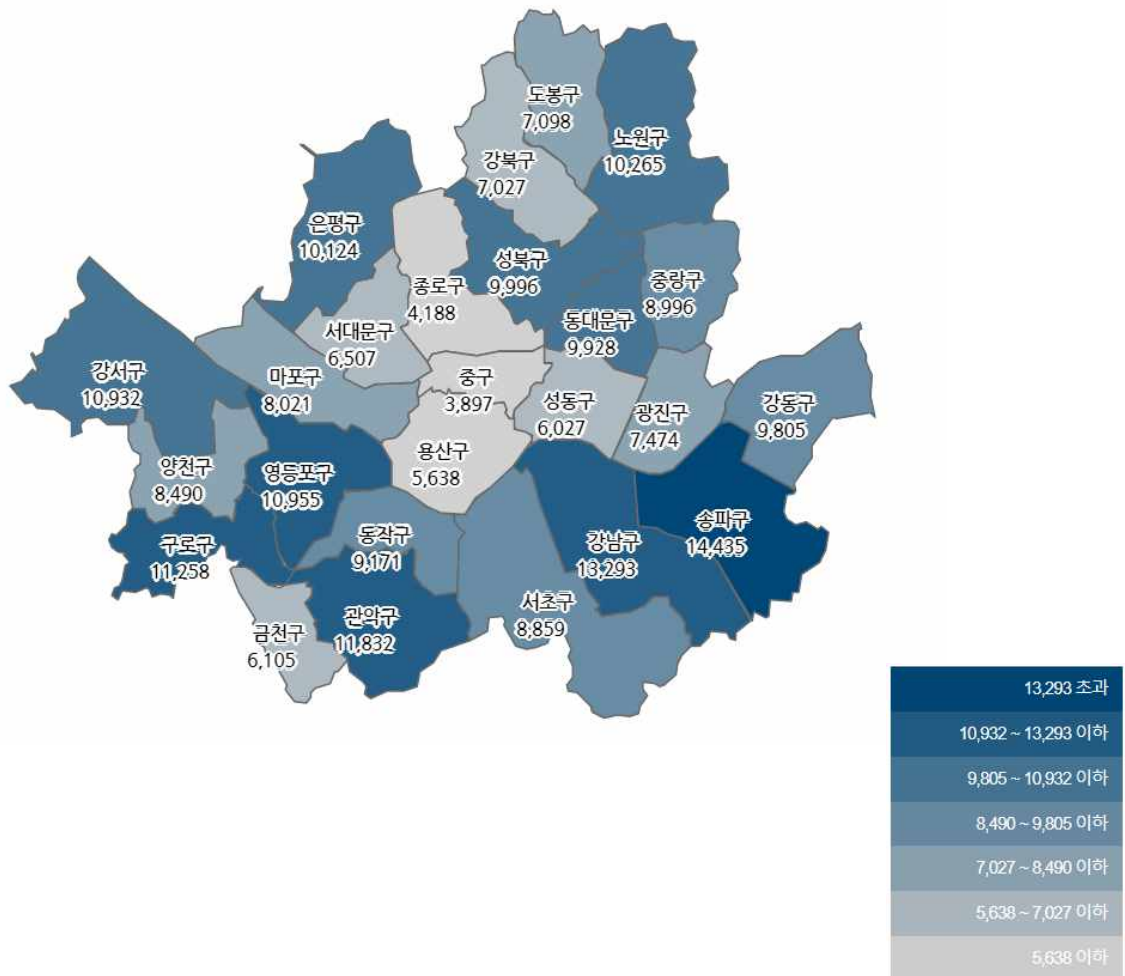 도봉구
7,098
노원구
10,265
강북구
7,027
은평구
10,124
성북구
9,996
중랑구
8,996
종로구
4,188
동대문구
9,928
서대문구
6,507
강서구
10,932
마포구
8,021
중구
3,897
성동구
6,027
광진구
7,474
강동구
9,805
용산구
5,638
양천구
8,490
영등포구
10,955
송파구
14,435
동작구
9,171
강남구
13,293
구로구
11,258
서초구
8,859
관악구
11,832
금천구
6,105
13,293 초과
10,932 ~ 13,293 이하
9,805 ~ 10,932 이하
8,490 ~ 9,805 이하
7,027 ~ 8,490 이하
5,638 ~ 7,027 이하
5,638 이하